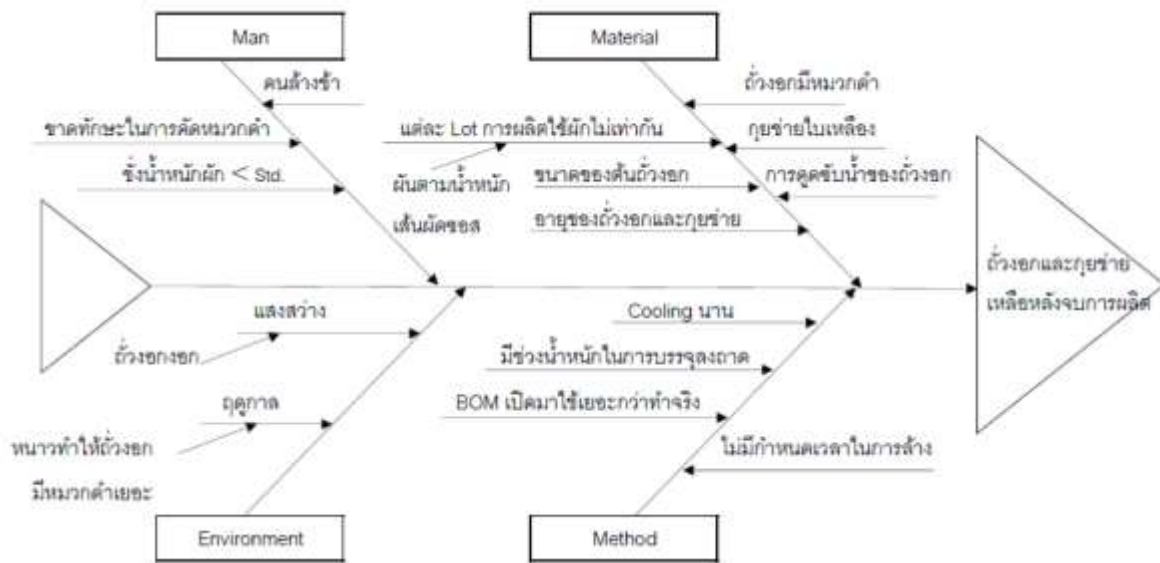 Man
Material
คนล้างช้า
ถั่วงอกมีหมวกดำ
ขาดทักษะในการคัดหมวกดำ
แต่ละ Lot การผลิตใช้ผักไม่เท่ากัน
กุยช่ายใบเหลือง
ชั่งน้ำหนักผัก < Std.
ผันตามน้ำหนัก
เส้นผัดซอส
ขนาดของต้นถั่วงอก
การดูดซับน้ำของถั่วงอก
อายุของถั่วงอกและกุยช่าย
ถั่วงอกและกุยช่าย
เหลือหลังจบการผลิต
แสงสว่าง
Cooling นาน
ถั่วงอกงอก
มีช่วงน้ำหนักในการบรรจุลงถาด
ฤดูกาล
BOM เปิดมาใช้เยอะกว่าทำจริง
หนาวทำให้ถั่วงอก
มีหมวกดำเยอะ
ไม่มีกำหนดเวลาในการล้าง
Environment
Method